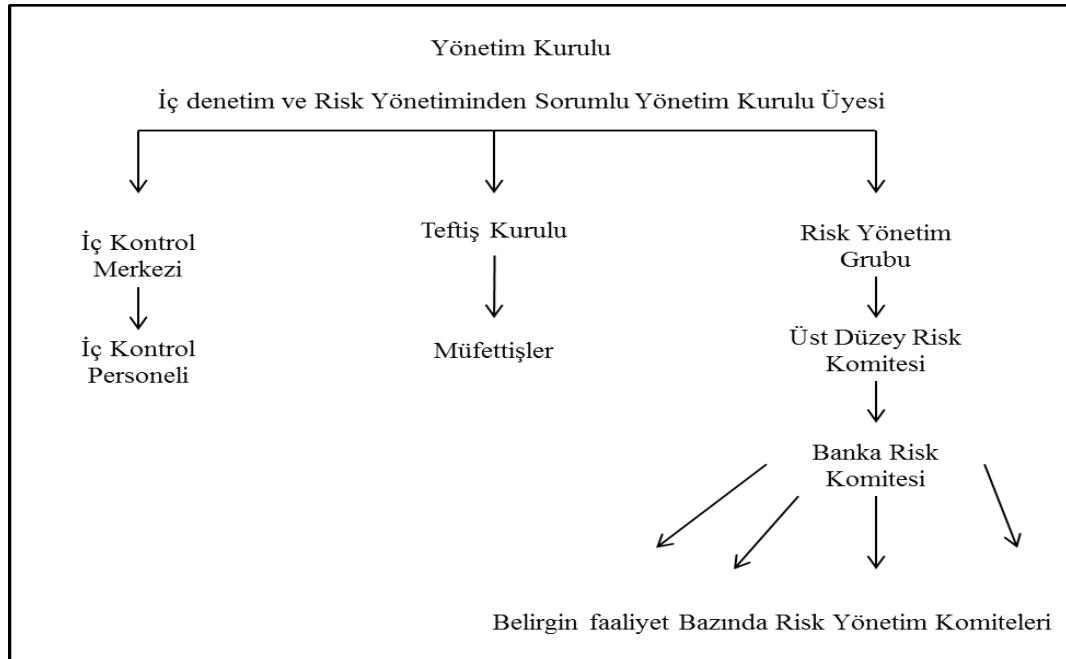 Yönetim Kurulu
İç denetim ve Risk Yönetiminden Sorumlu Yönetim Kurulu Üyesi
İç Kontrol
Merkezi
Teftiş Kurulu
Risk Yönetim
Grubu
İç Kontrol
Personeli
Müfettişler
Üst Düzey Risk
Komitesi
Banka Risk
Komitesi
Belirgin faaliyet Bazında Risk Yönetim Komiteleri